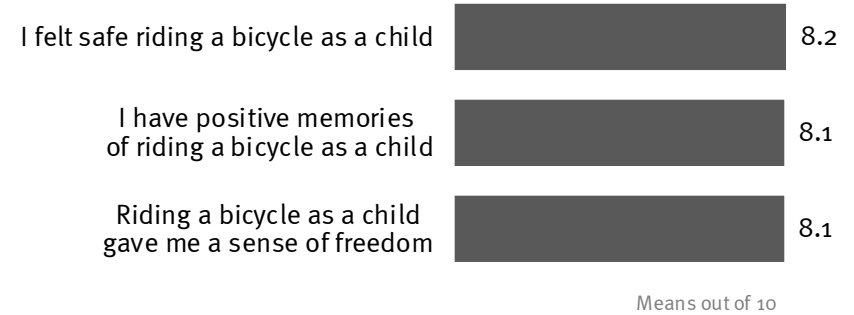 I felt safe riding a bicycle as a child
8.2
I have positive memories
of riding a bicycle as a child
8.1
Riding a bicycle as a child
gave me a sense of freedom
8.1
Means out of 10